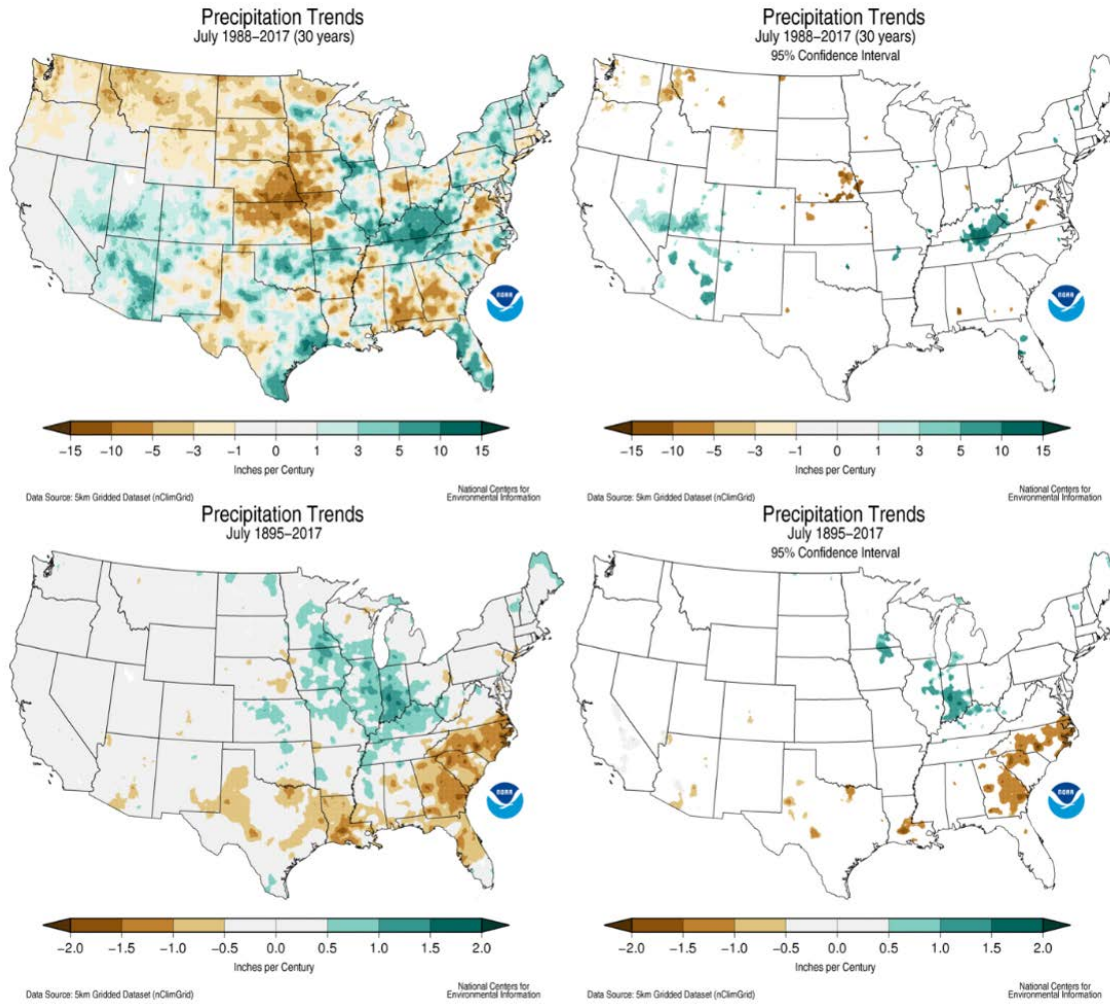 Precipitation Trends
July 1988–2017 (30 years)
−15 −10 −5 −3 −1 0 1 3 5 10 15
Inches per Century
Data Source: 5km Gridded Dataset (nClimGrid)
National Centers for
Environmental Information
Precipitation Trends
July 1988–2017 (30 years)
95% Confidence Interval
−15 −10 −5 −3 −1 0 1 3 5 10 15
Inches per Century
Data Source: 5km Gridded Dataset (nClimGrid)
National Centers for
Environmental Information
Precipitation Trends
July 1895–2017
−2.0 −1.5 −1.0 −0.5 0.0 0.5 1.0 1.5 2.0
Inches per Century
Data Source: 5km Gridded Dataset (nClimGrid)
National Centers for
Environmental Information
Precipitation Trends
July 1895–2017
95% Confidence Interval
−2.0 −1.5 −1.0 −0.5 0.0 0.5 1.0 1.5 2.0
Inches per Century
Data Source: 5km Gridded Dataset (nClimGrid)
National Centers for
Environmental Information